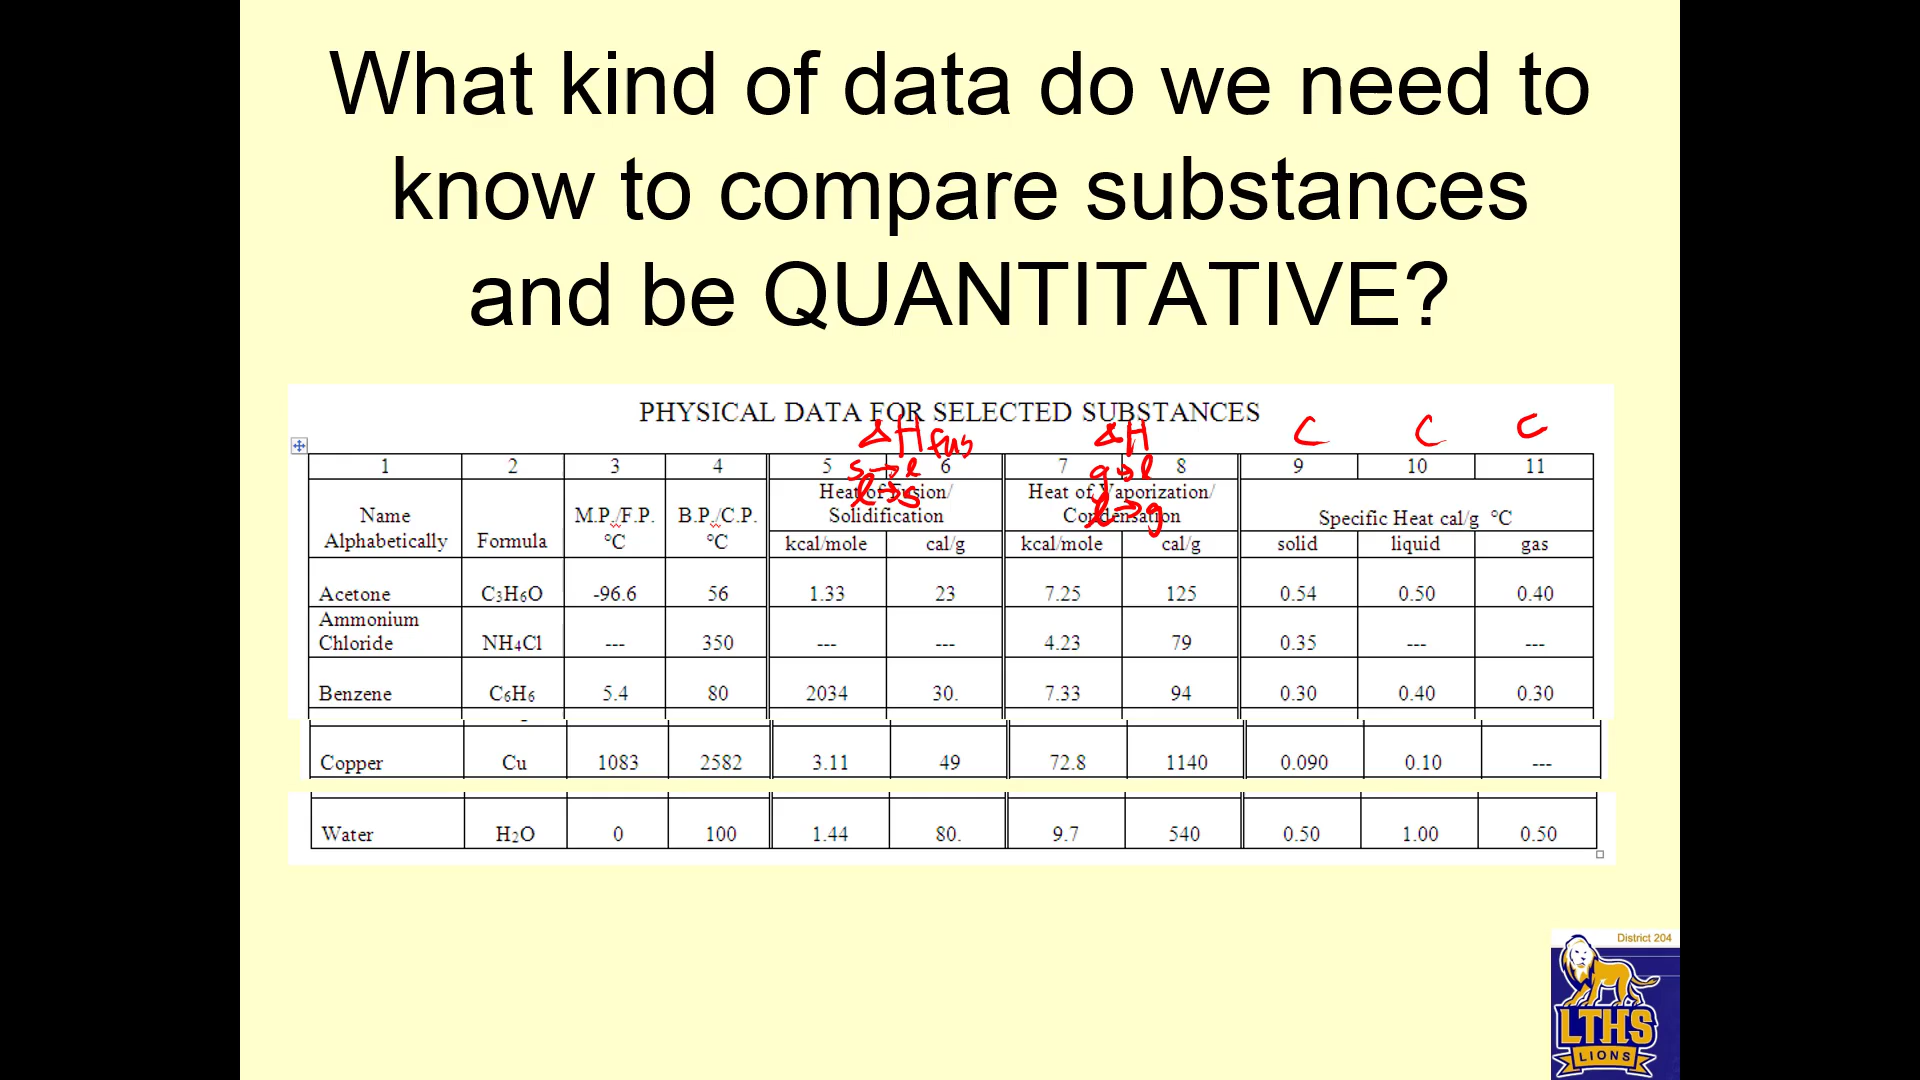 What kind of data do we need to
know to compare substances
and be QUANTITATIVE?
PHYSICAL DATA FOR SELECTED SUBSTANCES
ΔH fus ΔH C C C
1 2 3 4 5 6 7 8 9 10 11
s→l g→l
l→s l→g
Heat of Fusion/ Heat of Vaporization/
Name M.P./F.P. B.P./C.P. Solidification Condensation Specific Heat cal/g °C
Alphabetically Formula °C °C kcal/mole cal/g kcal/mole cal/g solid liquid gas
Acetone C3H6O -96.6 56 1.33 23 7.25 125 0.54 0.50 0.40
Ammonium
Chloride NH4Cl --- 350 --- --- 4.23 79 0.35 --- ---
Benzene C6H6 5.4 80 2034 30. 7.33 94 0.30 0.40 0.30
Copper Cu 1083 2582 3.11 49 72.8 1140 0.090 0.10 ---
Water H2O 0 100 1.44 80. 9.7 540 0.50 1.00 0.50
District 204
LTHS
LIONS